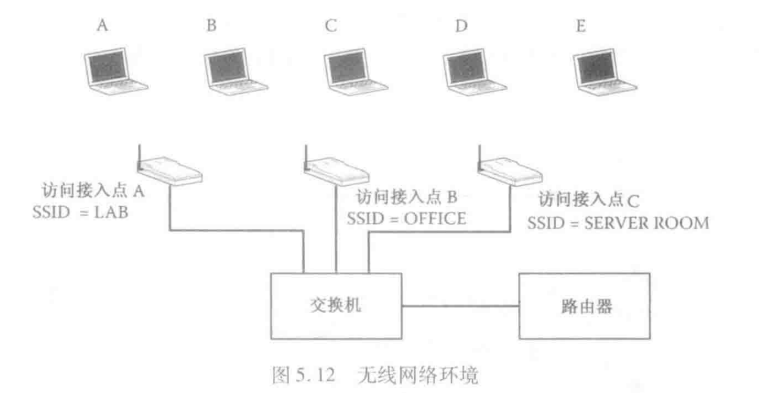 A B C D E
访问接入点 A
SSID = LAB
访问接入点 B
SSID = OFFICE
访问接入点 C
SSID = SERVER ROOM
交换机
路由器
图 5.12 无线网络环境